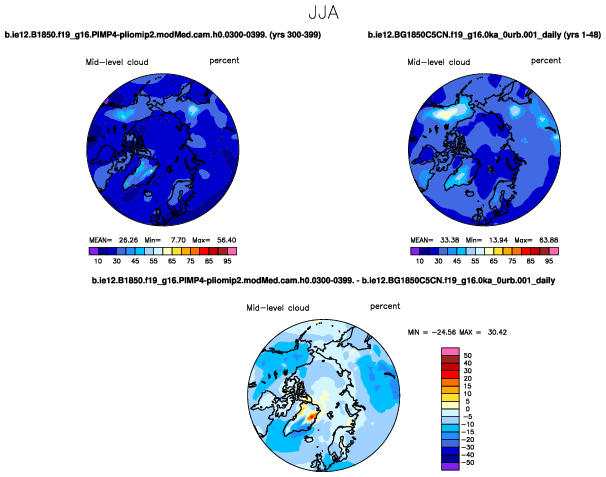 JJA
b.ie12.B1850.f19_g16.PIMP4-pliomip2.modMed.cam.h0.0300-0399. (yrs 300-399)
b.ie12.BG1850C5CN.f19_g16.0ka_0urb.001_daily (yrs 1-48)
Mid-level cloud percent
Mid-level cloud percent
MEAN= 26.26 Min= 7.70 Max= 56.40
MEAN= 33.38 Min= 13.94 Max= 63.88
10 30 45 55 65 75 85 95
10 30 45 55 65 75 85 95
b.ie12.B1850.f19_g16.PIMP4-pliomip2.modMed.cam.h0.0300-0399. - b.ie12.BG1850C5CN.f19_g16.0ka_0urb.001_daily
Mid-level cloud percent
MIN = -24.56 MAX = 30.42
50
40
30
20
15
10
5
0
-5
-10
-15
-20
-30
-40
-50